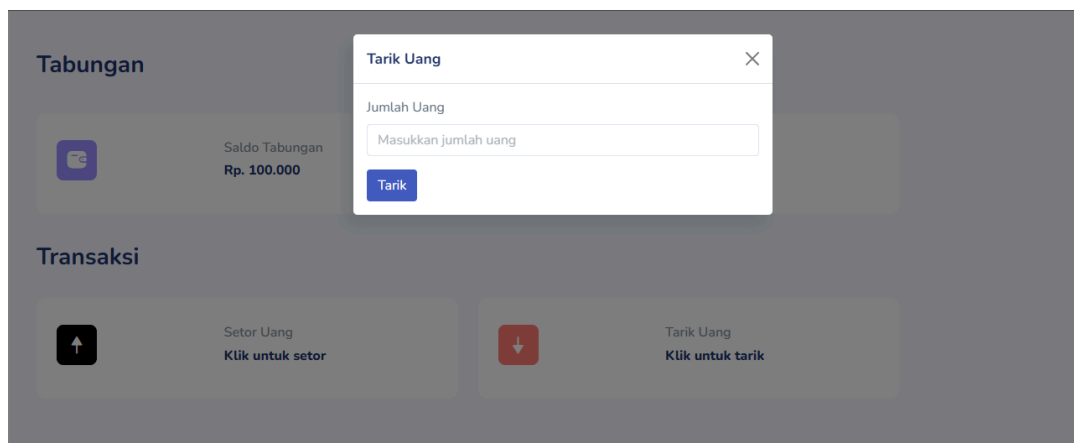 Tabungan
Saldo Tabungan
Rp. 100.000
Tarik Uang
Jumlah Uang
Masukkan jumlah uang
Tarik
Transaksi
Setor Uang
Klik untuk setor
Tarik Uang
Klik untuk tarik